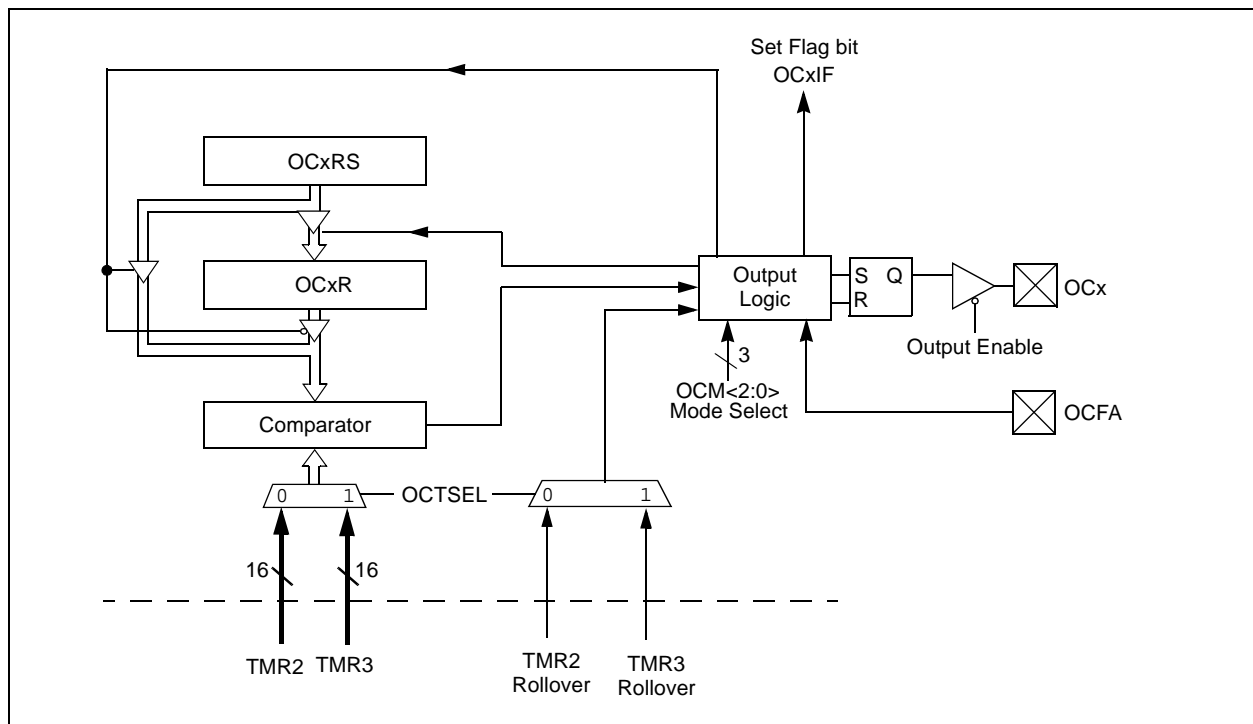 Set Flag bit
OCxIF
OCxRS
OCxR
Output
Logic
S Q
R
OCx
Output Enable
3
OCM<2:0>
Mode Select
OCFA
Comparator
0 1
OCTSEL
0 1
16
16
TMR2
TMR3
TMR2
Rollover
TMR3
Rollover